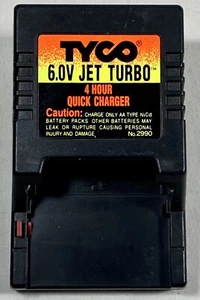 TYCO®
6.0V JET TURBO™
4 HOUR
QUICK CHARGER
Caution: CHARGE ONLY AA TYPE NiCd
BATTERY PACKS OTHER BATTERIES MAY
LEAK OR RUPTURE CAUSING PERSONAL
INJURY AND DAMAGE. No.2990